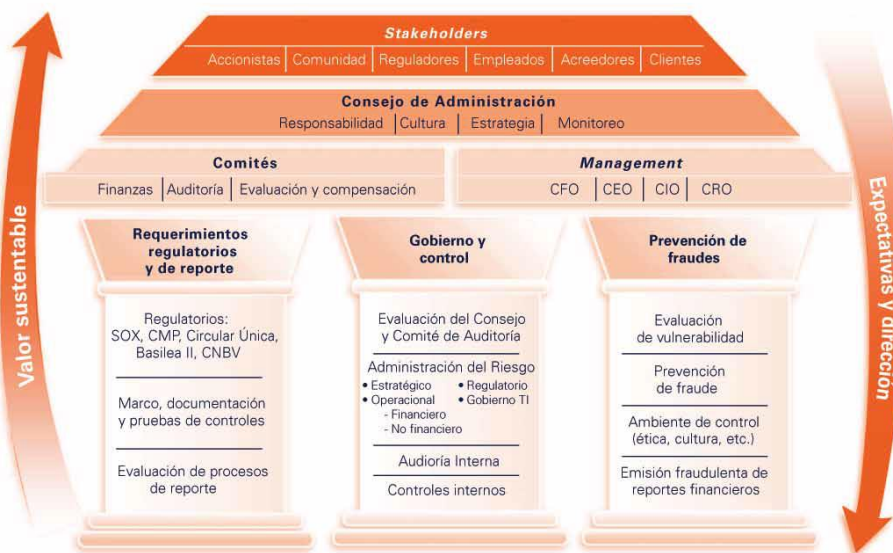 Stakeholders
Accionistas | Comunidad | Reguladores | Empleados | Acreedores | Clientes
Consejo de Administración
Responsabilidad | Cultura | Estrategia | Monitoreo
Comités
Finanzas | Auditoría | Evaluación y compensación
Management
CFO | CEO | CIO | CRO
Valor sustentable
Expectativas y dirección
Requerimientos
regulatorios
y de reporte
Regulatorios:
SOX, CMP, Circular Única,
Basilea II, CNBV
Marco, documentación
y pruebas de controles
Evaluación de procesos
de reporte
Gobierno y
control
Evaluación del Consejo
y Comité de Auditoría
Administración del Riesgo
• Estratégico • Regulatorio
• Operacional • Gobierno TI
- Financiero
- No financiero
Audioría Interna
Controles internos
Prevención de
fraudes
Evaluación
de vulnerabilidad
Prevención
de fraude
Ambiente de control
(ética, cultura, etc.)
Emisión fraudulenta de
reportes financieros